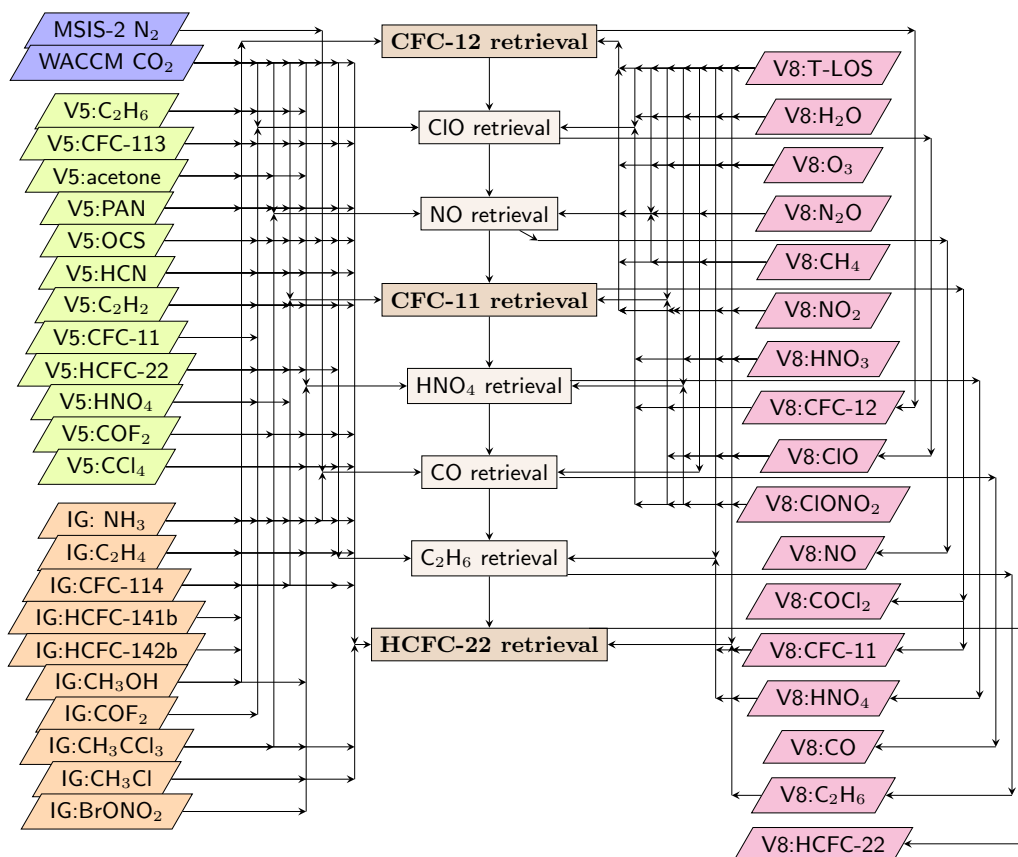 MSIS-2 N₂
WACCM CO₂
V5:C₂H₆
V5:CFC-113
V5:acetone
V5:PAN
V5:OCS
V5:HCN
V5:C₂H₂
V5:CFC-11
V5:HCFC-22
V5:HNO₄
V5:COF₂
V5:CCl₄
IG: NH₃
IG:C₂H₄
IG:CFC-114
IG:HCFC-141b
IG:HCFC-142b
IG:CH₃OH
IG:COF₂
IG:CH₃CCl₃
IG:CH₃Cl
IG:BrONO₂
CFC-12 retrieval
ClO retrieval
NO retrieval
CFC-11 retrieval
HNO₄ retrieval
CO retrieval
C₂H₆ retrieval
HCFC-22 retrieval
V8:T-LOS
V8:H₂O
V8:O₃
V8:N₂O
V8:CH₄
V8:NO₂
V8:HNO₃
V8:CFC-12
V8:ClO
V8:ClONO₂
V8:NO
V8:COCl₂
V8:CFC-11
V8:HNO₄
V8:CO
V8:C₂H₆
V8:HCFC-22